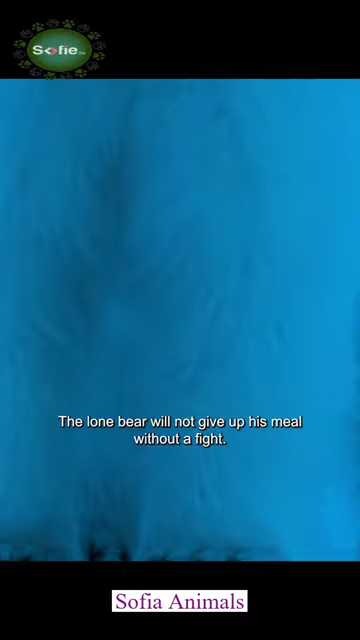 Sofie
The lone bear will not give up his meal
without a fight.
Sofia Animals